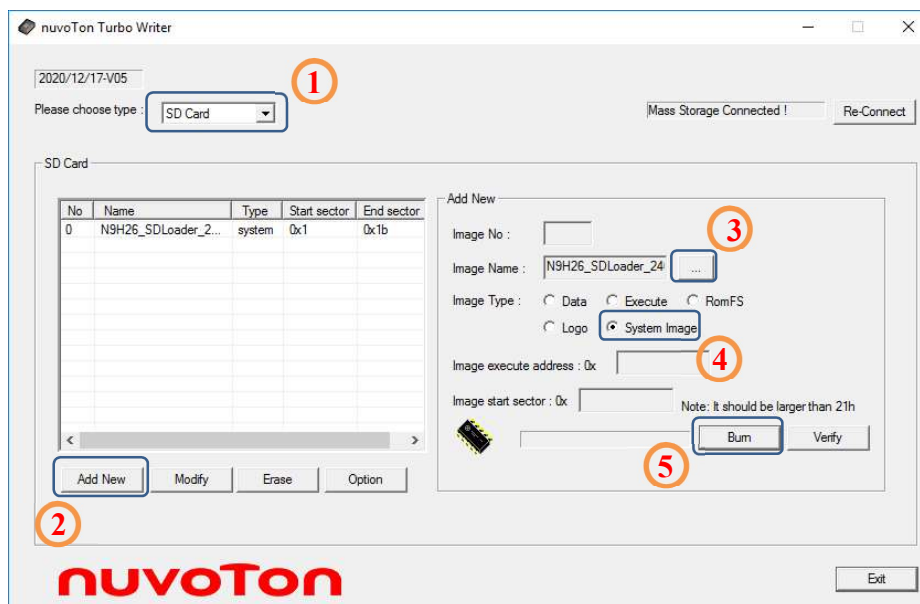 nuvoTon Turbo Writer
2020/12/17-V05
1
Please choose type :
SD Card
Mass Storage Connected !
Re-Connect
SD Card
No Name Type Start sector End sector
0 N9H26_SDLoader_2... system 0x1 0x1b
Add New
Image No :
3
Image Name : N9H26_SDLoader_24 ...
Image Type : Data Execute RomFS
Logo System Image
4
Image execute address : 0x
Image start sector : 0x
Note: It should be larger than 21h
Burn Verify
5
Add New Modify Erase Option
2
nuvoTon
Exit